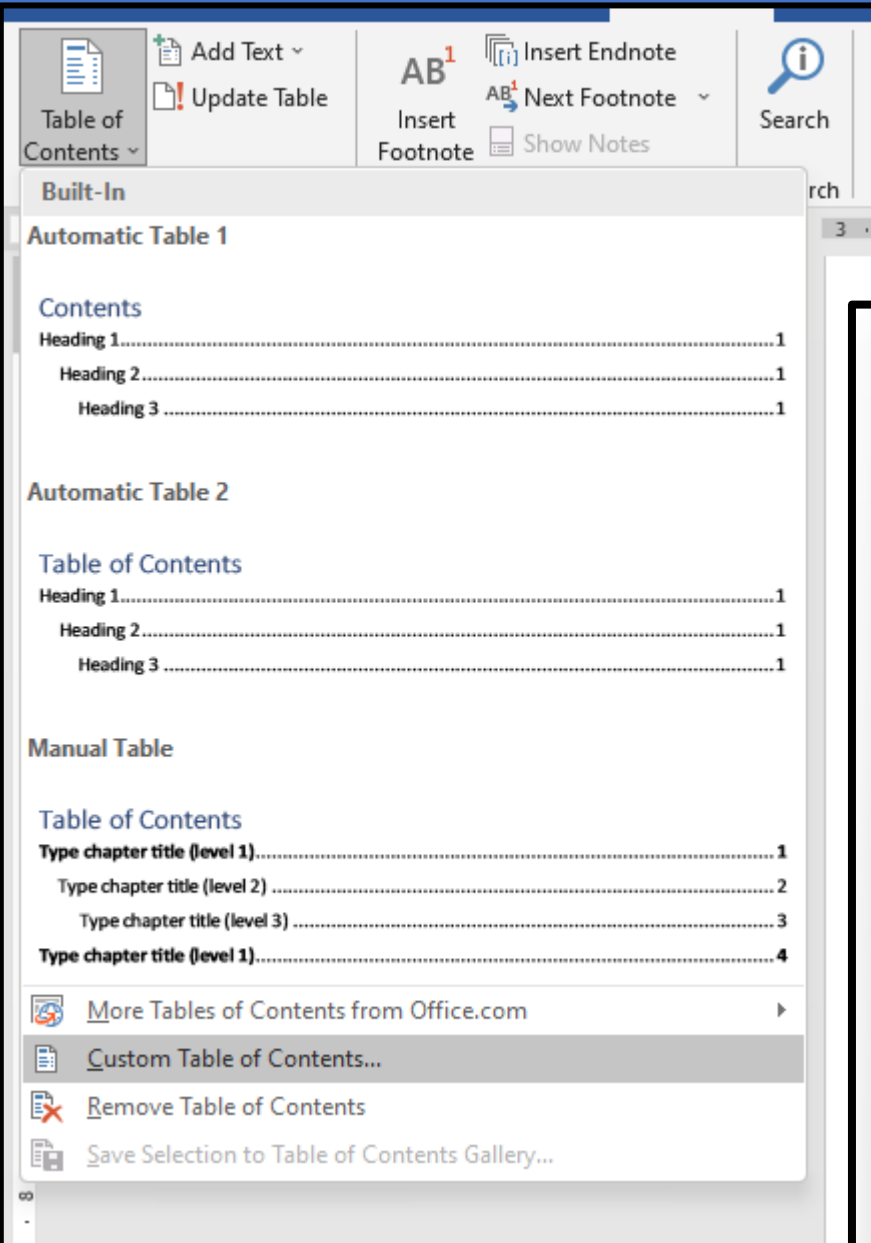 Add Text
Update Table
Table of
Contents
AB1
Insert
Footnote
[i] Insert Endnote
AB1 Next Footnote
Show Notes
i
Search
rch
3
Built-In
Automatic Table 1
Contents
Heading 1...1
Heading 2...1
Heading 3...1
Automatic Table 2
Table of Contents
Heading 1...1
Heading 2...1
Heading 3...1
Manual Table
Table of Contents
Type chapter title (level 1)...1
Type chapter title (level 2)...2
Type chapter title (level 3)...3
Type chapter title (level 1)...4
More Tables of Contents from Office.com
Custom Table of Contents...
Remove Table of Contents
Save Selection to Table of Contents Gallery...
8